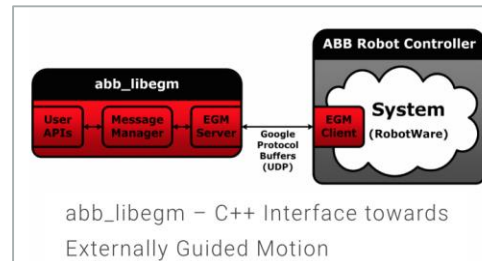 ABB Robot Controller
abb_libegm
User
APIs
Message
Manager
EGM
Server
Google
Protocol
Buffers
(UDP)
EGM
Client
System
(RobotWare)
abb_libegm – C++ Interface towards
Externally Guided Motion